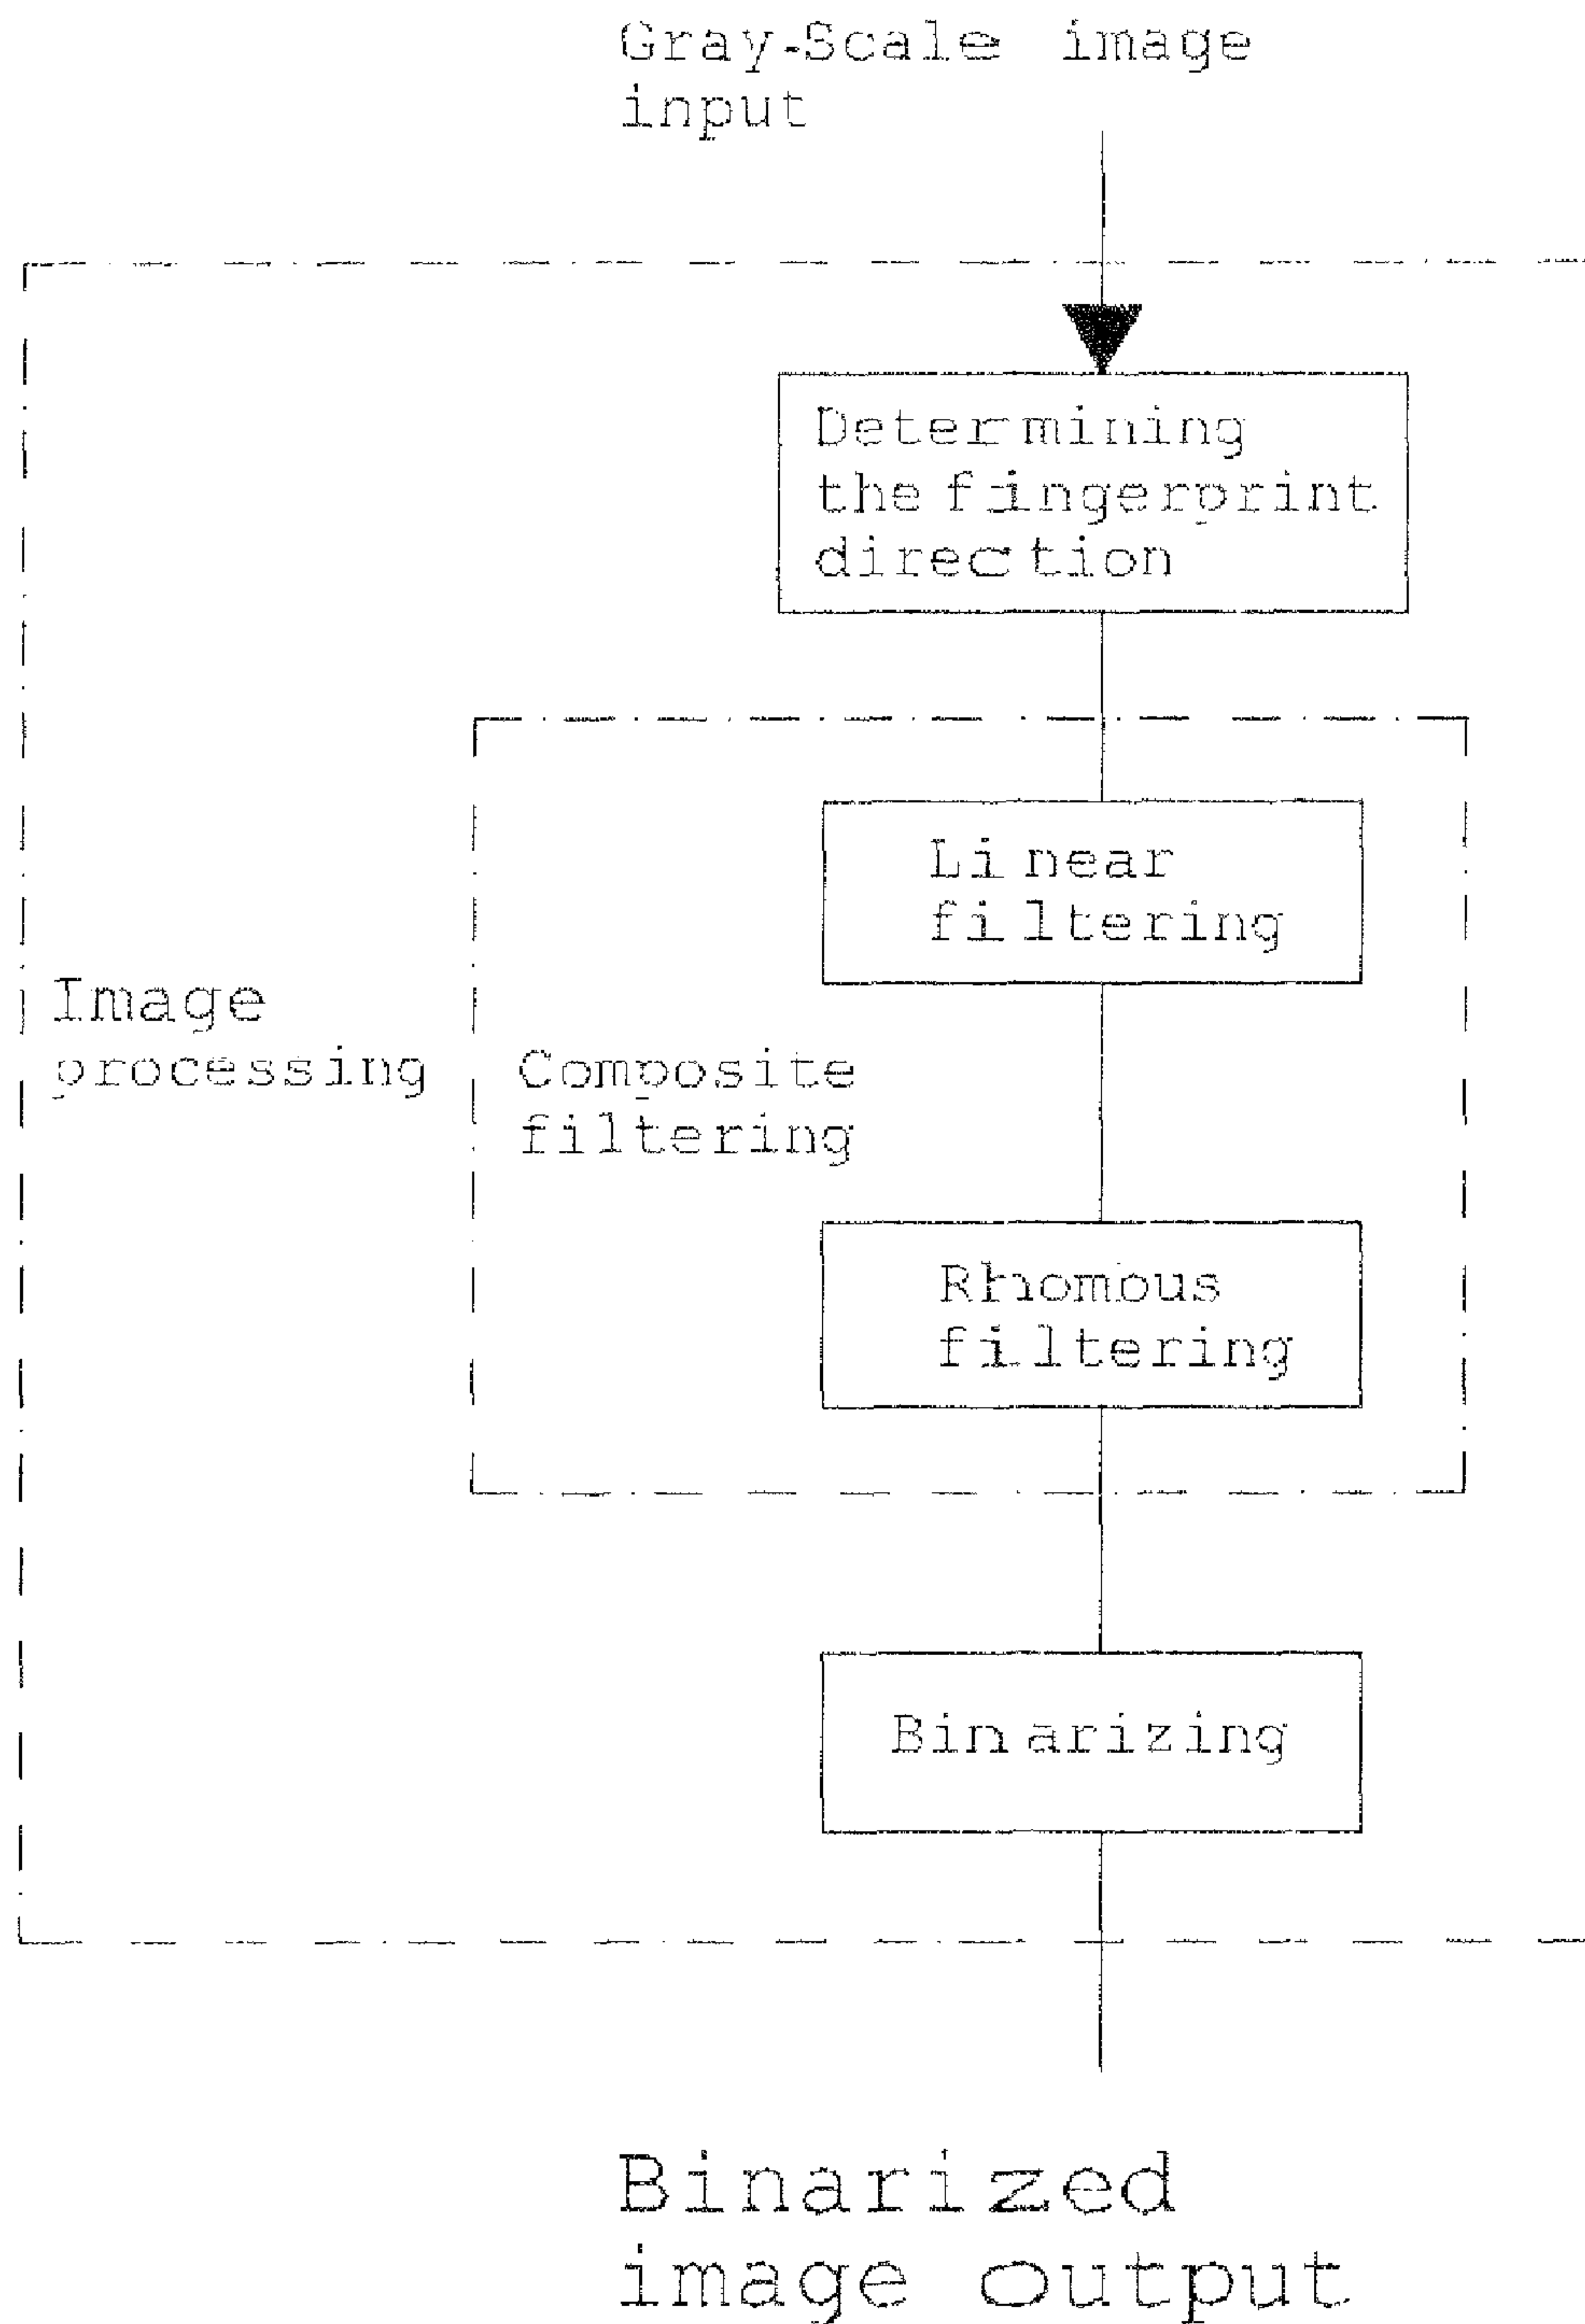 Gray-Scale image
input
Determining
the fingerprint
direction
Linear
filtering
Image
processing
Composite
filtering
Rhombus
filtering
Binarizing
Binarized
image output